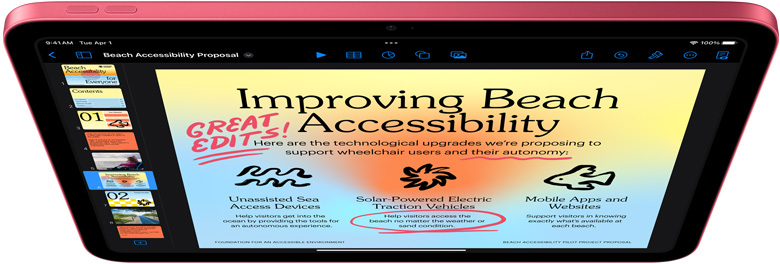 9:41 AM Tue Apr 1
100%
Beach Accessibility Proposal
Beach
Accessibility
for
Everyone
Contents
01
02
Improving Beach
Accessibility
GREAT
EDITS!
Here are the technological upgrades we're proposing to
support wheelchair users and their autonomy:
Unassisted Sea
Access Devices
Help visitors get into the
ocean by providing the tools for
an autonomous experience.
Solar-Powered Electric
Traction Vehicles
Help visitors access the
beach no matter the weather or
sand condition.
Mobile Apps and
Websites
Support visitors in knowing
exactly what's available at
each beach.
FOUNDATION FOR AN ACCESSIBLE ENVIRONMENT
BEACH ACCESSIBILITY PILOT PROJECT PROPOSAL